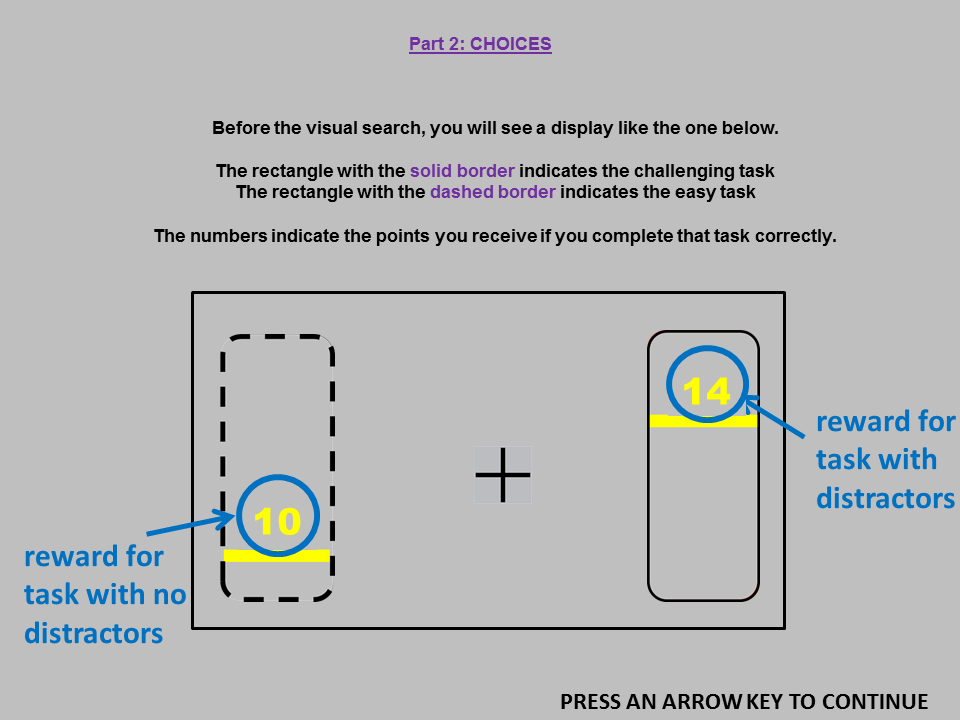 Part 2: CHOICES
Before the visual search, you will see a display like the one below.
The rectangle with the solid border indicates the challenging task
The rectangle with the dashed border indicates the easy task
The numbers indicate the points you receive if you complete that task correctly.
14
reward for
task with
distractors
10
reward for
task with no
distractors
PRESS AN ARROW KEY TO CONTINUE